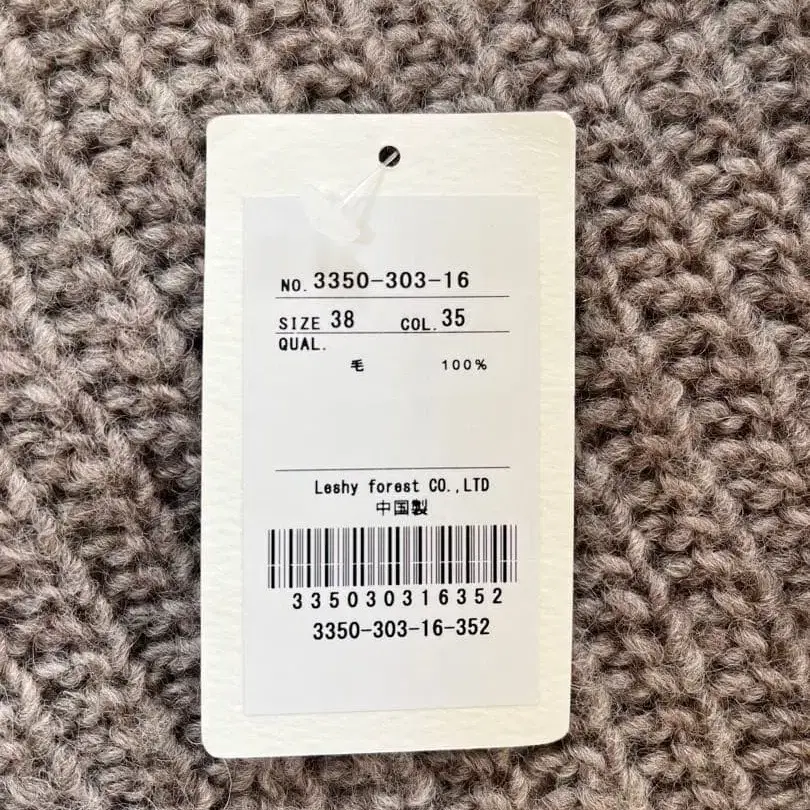 NO. 3350-303-16
SIZE 38 COL. 35
QUAL.
毛 100%
Leshy forest CO.,LTD
中国製
335030316352
3350-303-16-352